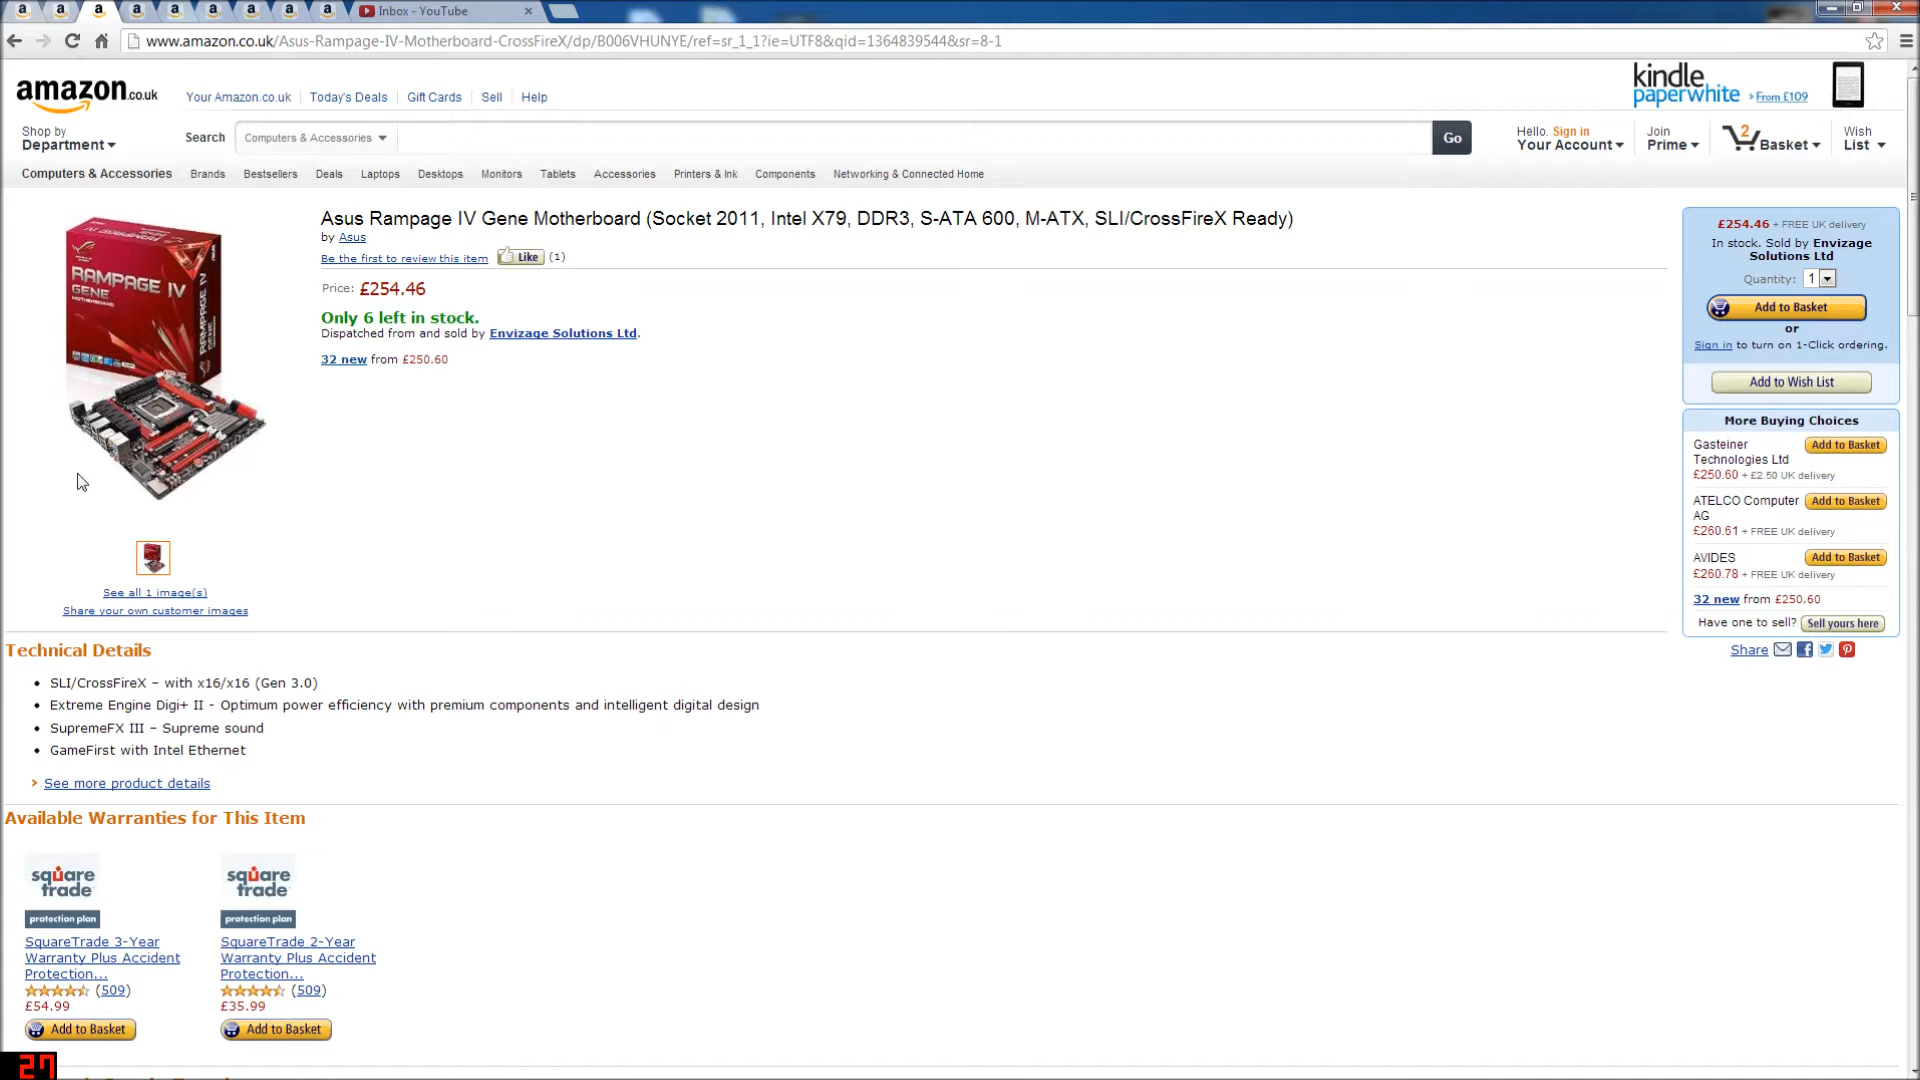 Inbox - YouTube
www.amazon.co.uk/Asus-Rampage-IV-Motherboard-CrossFireX/dp/B006VHUNYE/ref=sr_1_1?ie=UTF8&qid=1364839544&sr=8-1
amazon.co.uk
Your Amazon.co.uk Today's Deals Gift Cards Sell Help
kindle
paperwhite > From £109
Shop by
Department
Search Computers & Accessories Go
Hello. Sign in
Your Account
Join
Prime
2
Basket
Wish
List
Computers & Accessories Brands Bestsellers Deals Laptops Desktops Monitors Tablets Accessories Printers & Ink Components Networking & Connected Home
RAMPAGE IV
GENE
MOTHERBOARD
RAMPAGE IV
GENE
Asus Rampage IV Gene Motherboard (Socket 2011, Intel X79, DDR3, S-ATA 600, M-ATX, SLI/CrossFireX Ready)
by Asus
Be the first to review this item Like (1)
Price: £254.46
Only 6 left in stock.
Dispatched from and sold by Envizage Solutions Ltd.
32 new from £250.60
See all 1 image(s)
Share your own customer images
£254.46 + FREE UK delivery
In stock. Sold by Envizage
Solutions Ltd
Quantity: 1
Add to Basket
or
Sign in to turn on 1-Click ordering.
Add to Wish List
More Buying Choices
Gasteiner
Technologies Ltd
Add to Basket
£250.60 + £2.50 UK delivery
ATELCO Computer
AG
Add to Basket
£260.61 + FREE UK delivery
AVIDES
Add to Basket
£260.78 + FREE UK delivery
32 new from £250.60
Have one to sell? Sell yours here
Share
Technical Details
• SLI/CrossFireX – with x16/x16 (Gen 3.0)
• Extreme Engine Digi+ II - Optimum power efficiency with premium components and intelligent digital design
• SupremeFX III – Supreme sound
• GameFirst with Intel Ethernet
› See more product details
Available Warranties for This Item
square
trade
protection plan
SquareTrade 3-Year
Warranty Plus Accident
Protection...
(509)
£54.99
Add to Basket
square
trade
protection plan
SquareTrade 2-Year
Warranty Plus Accident
Protection...
(509)
£35.99
Add to Basket
27